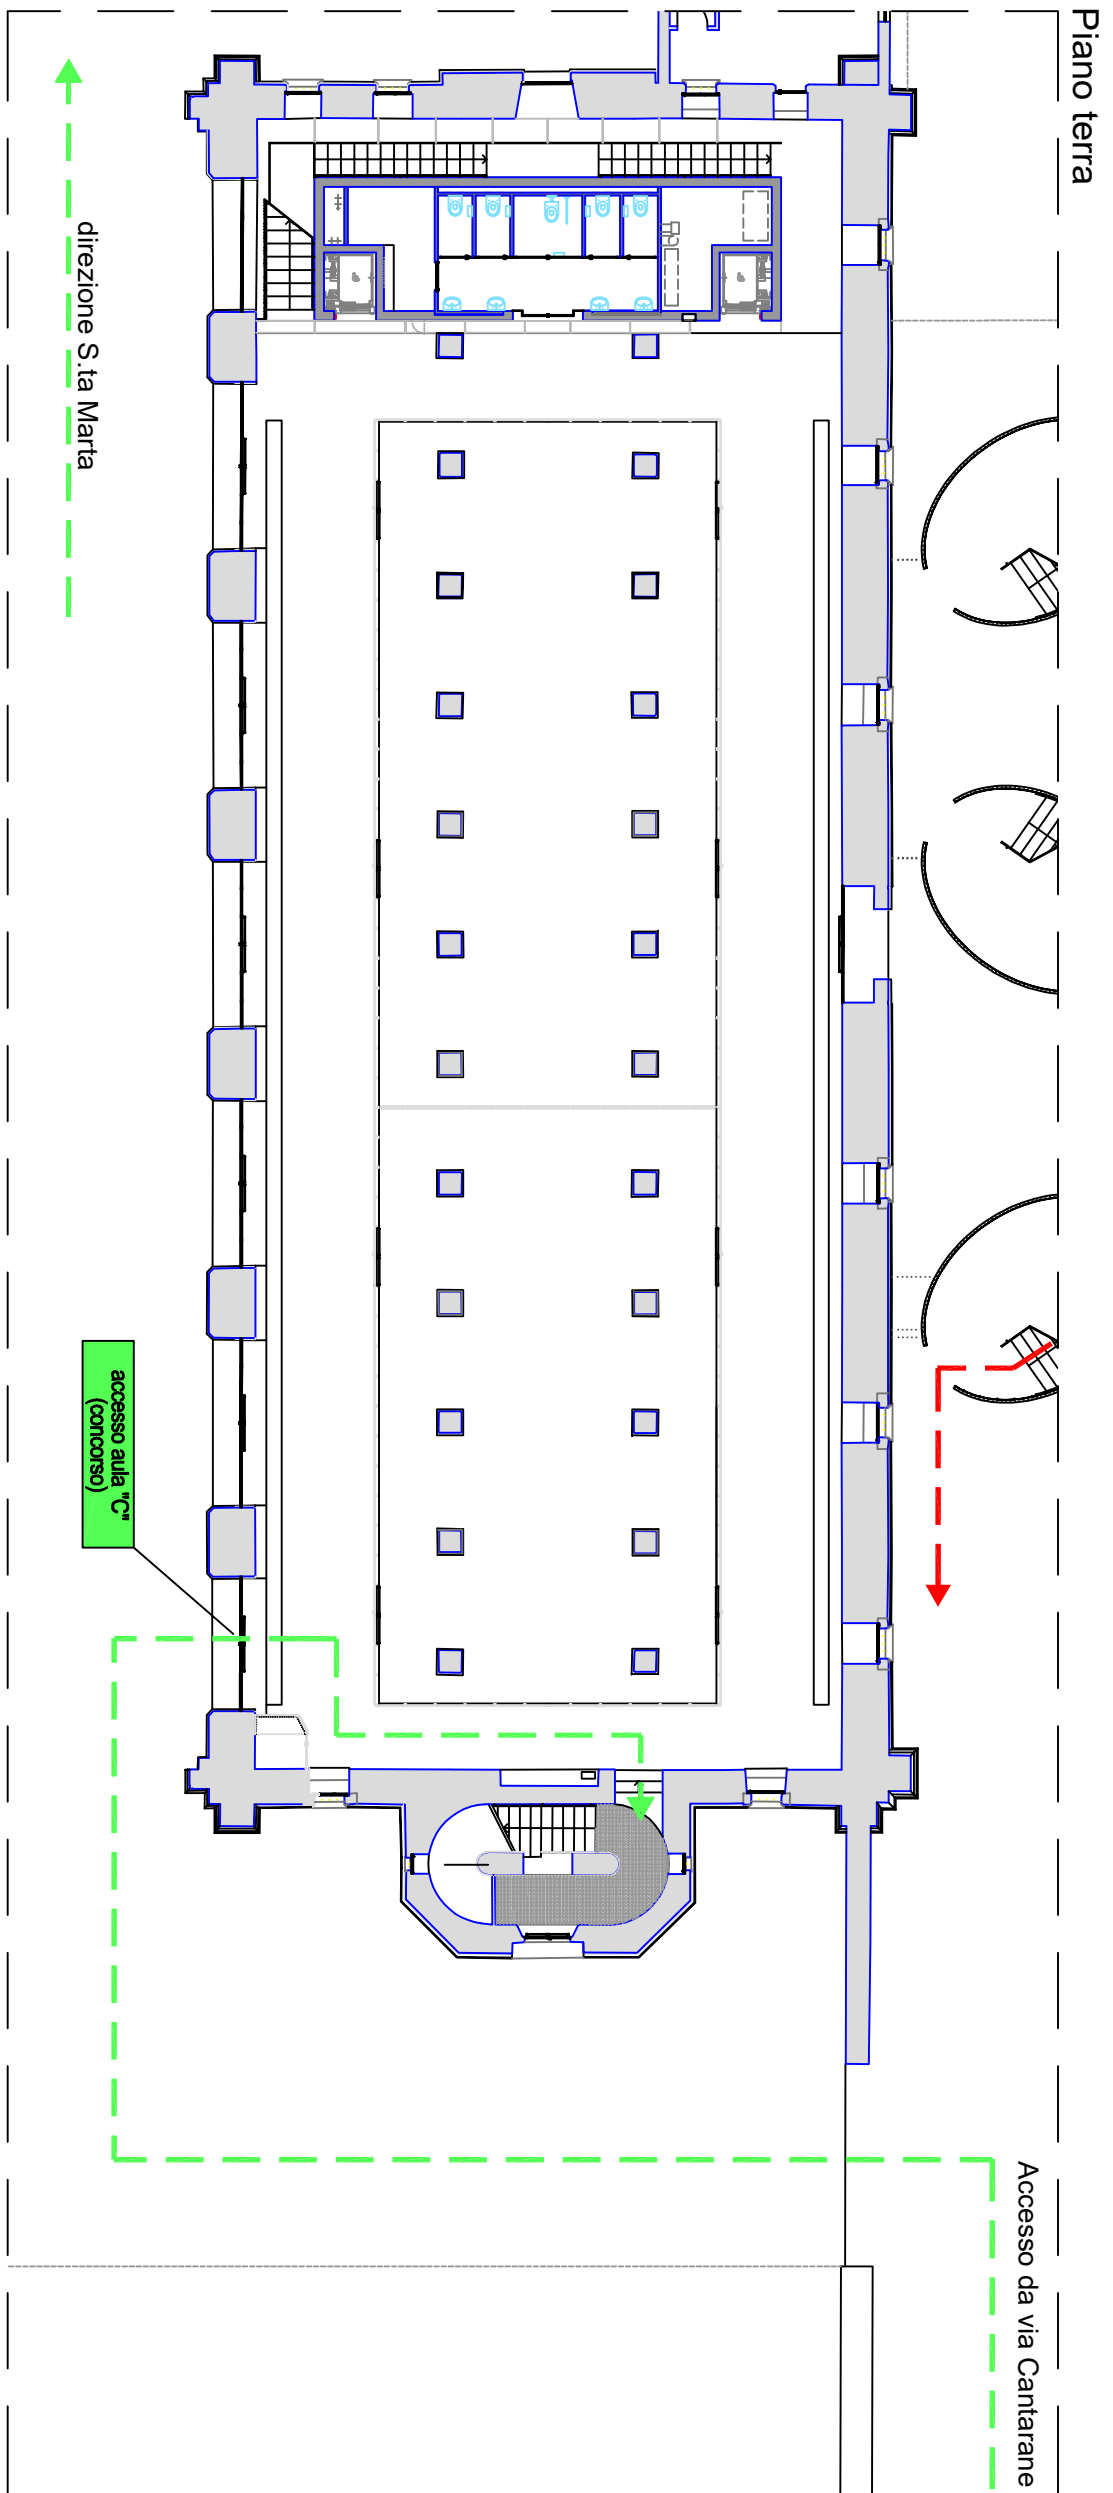 Piano terra
direzione S.ta Marta
accesso aula "C"
(concorso)
Accesso da via Cantarane